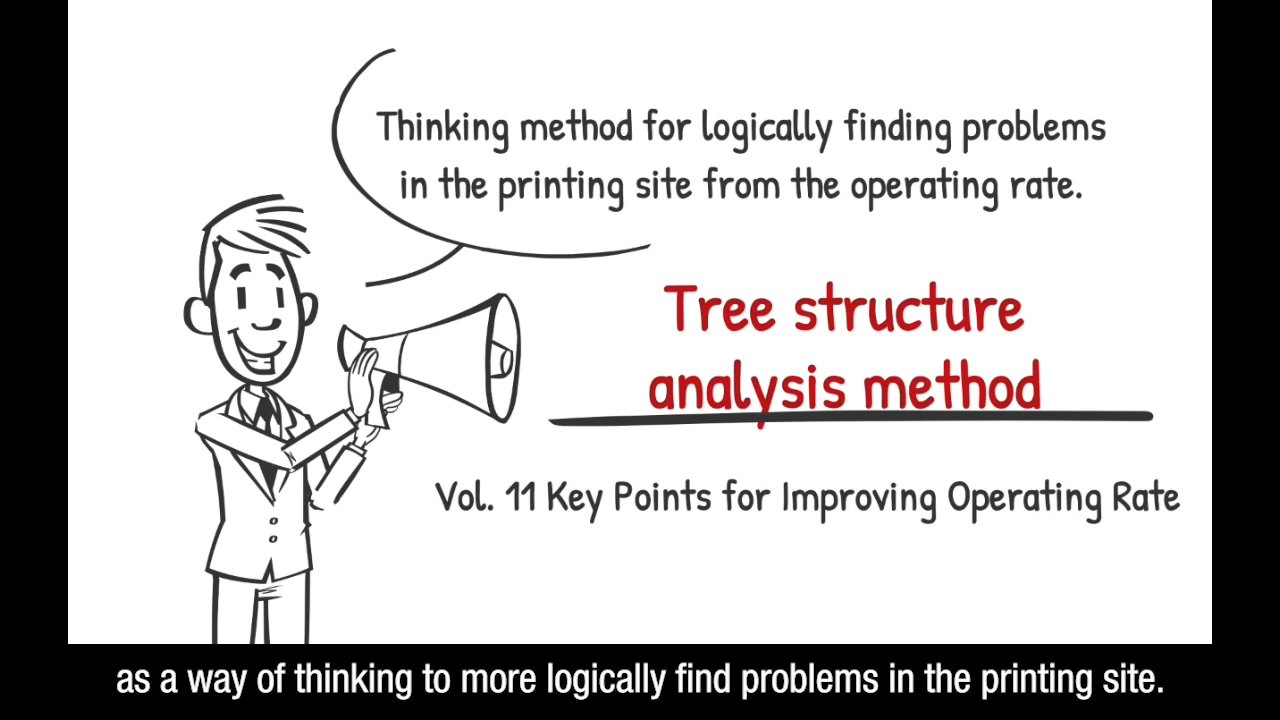 Thinking method for logically finding problems
in the printing site from the operating rate.
Tree structure
analysis method
Vol. 11 Key Points for Improving Operating Rate
as a way of thinking to more logically find problems in the printing site.